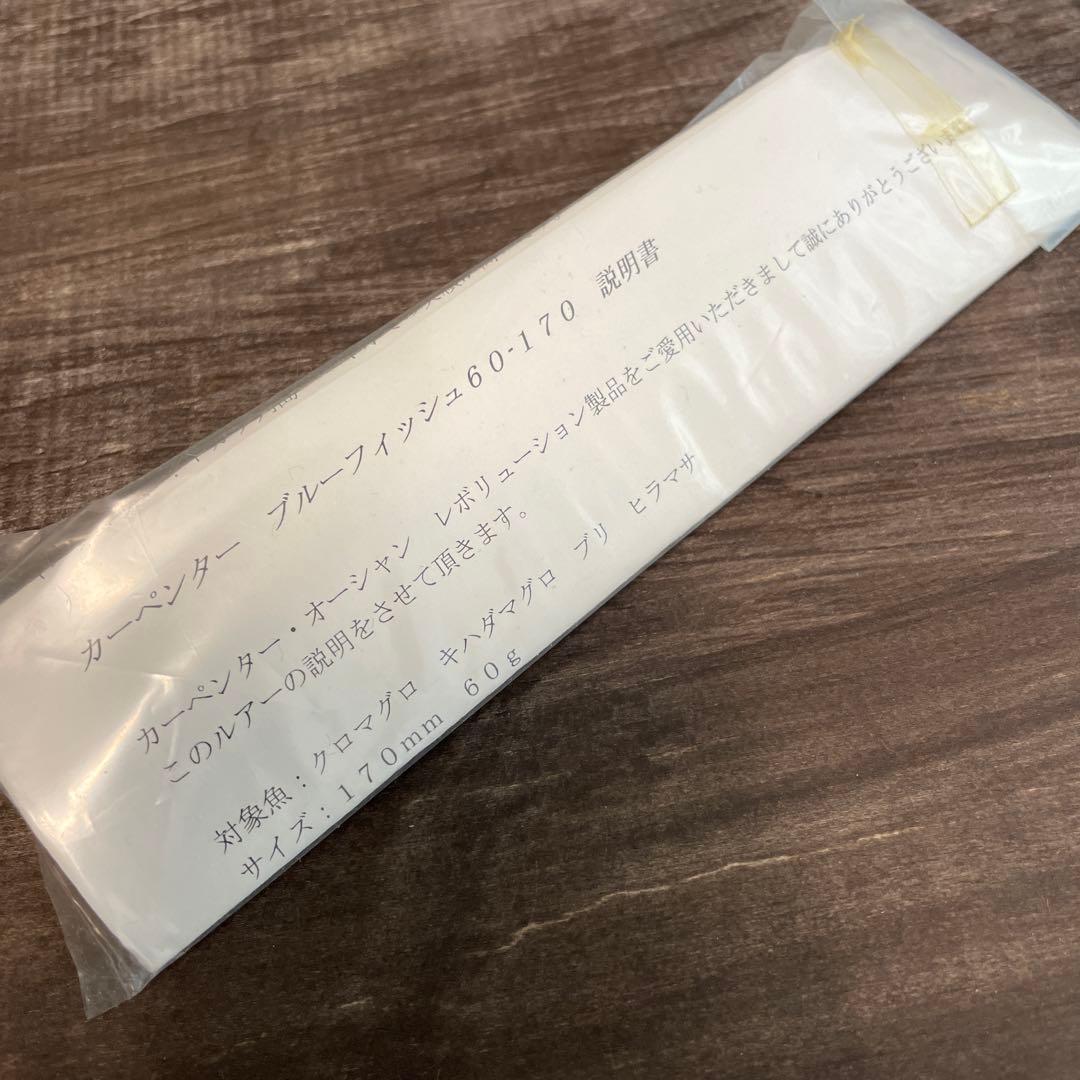 カーペンター　ブルーフィッシュ６０-１７０　説明書
カーペンター・オーシャン　レボリューション製品をご愛用いただきまして誠にありがとうござい
このルアーの説明をさせて頂きます。
対象魚：クロマグロ　キハダマグロ　ブリ　ヒラマサ
サイズ：１７０ｍｍ　６０ｇ